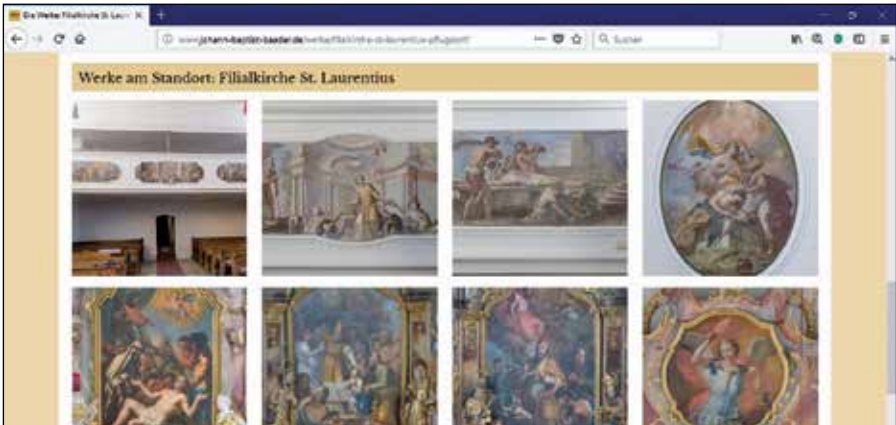 Die Werke Filialkirche St. Laur
www.johann-baptist-baader.de/werke/filialkirche-st-laurentius-pflugdorf/
Suchen
Werke am Standort: Filialkirche St. Laurentius